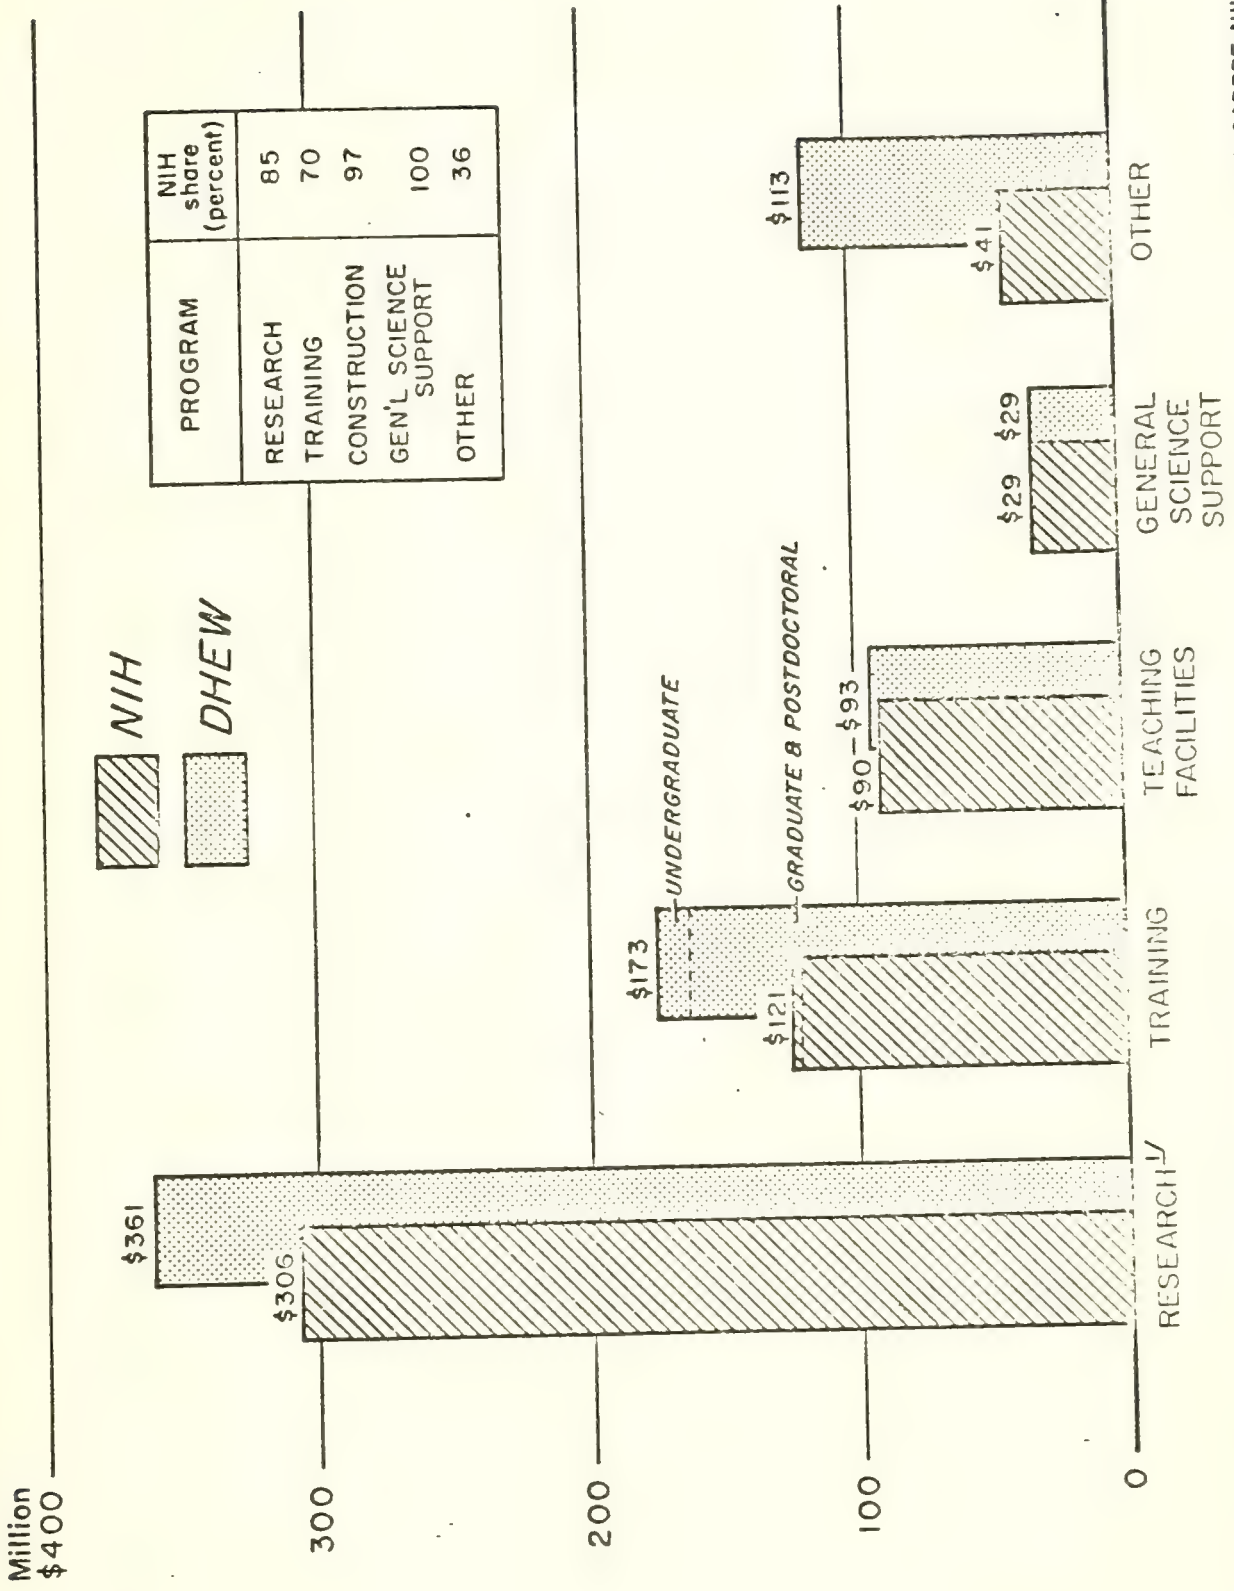 Million
$400
300
200
100
0
NIH
DHEW
PROGRAM
NIH
share
(percent)
RESEARCH 85
TRAINING 70
CONSTRUCTION 97
GEN'L SCIENCE
SUPPORT 100
OTHER 36
$361
$306
$173
$121
UNDERGRADUATE
GRADUATE & POSTDOCTORAL
$90
$93
$29
$29
$113
$41
RESEARCH 1/
TRAINING
TEACHING
FACILITIES
GENERAL
SCIENCE
SUPPORT
OTHER